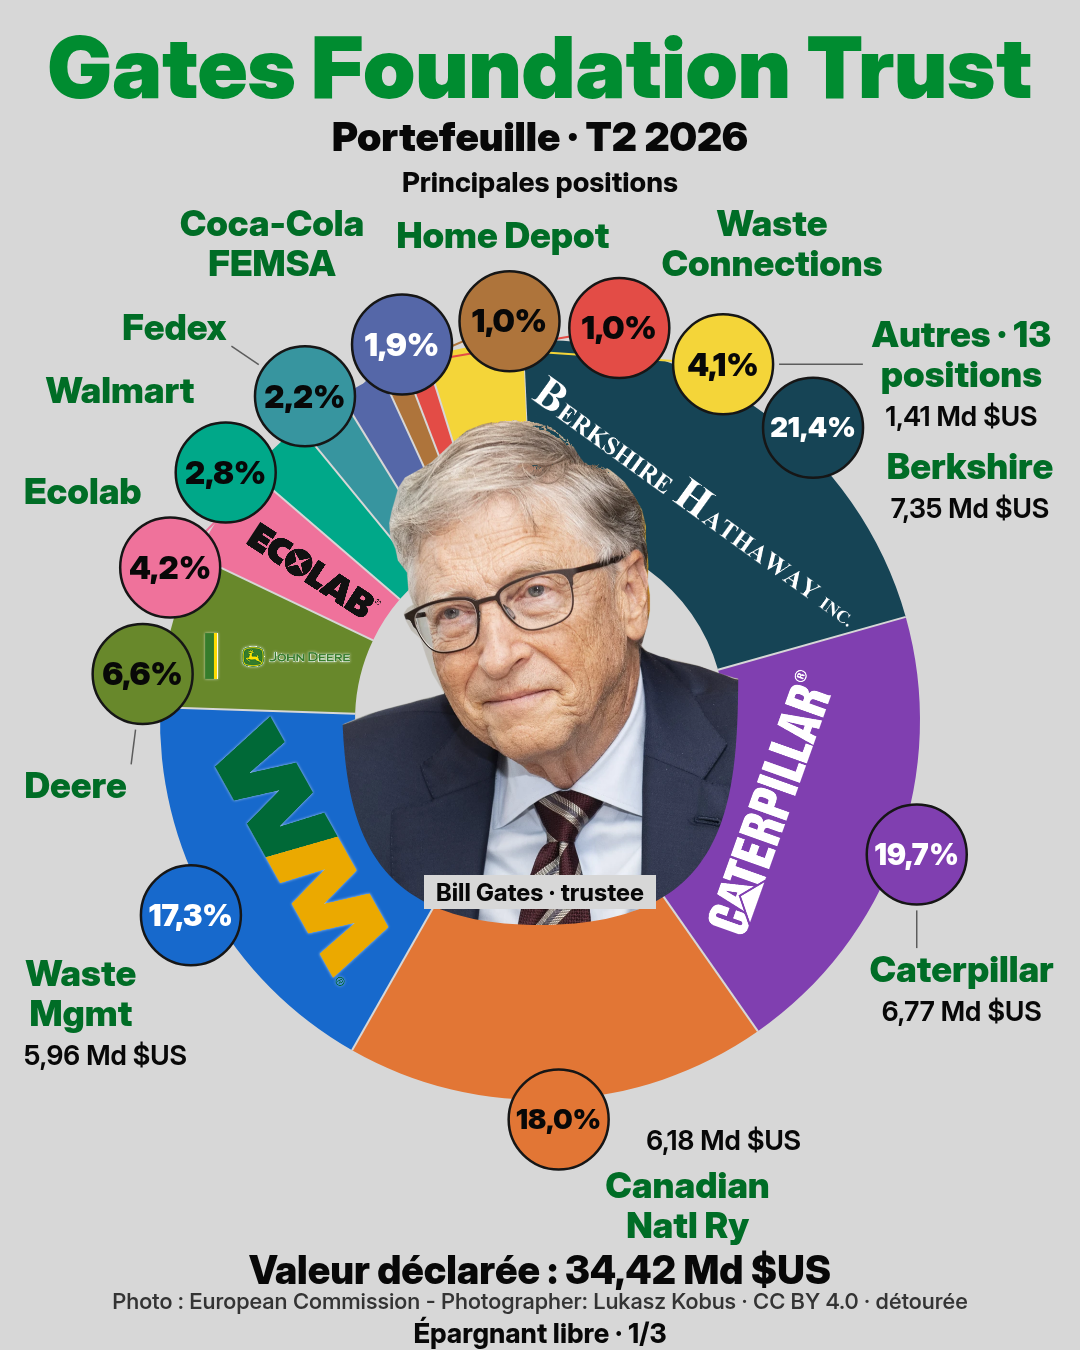 Gates Foundation Trust
Portefeuille · T2 2026
Principales positions
Coca-Cola
FEMSA
Home Depot
Waste
Connections
Fedex
Walmart
Ecolab
Deere
Autres · 13
positions
1,41 Md $US
Berkshire
7,35 Md $US
1,9%
1,0%
1,0%
4,1%
21,4%
2,2%
2,8%
4,2%
6,6%
BERKSHIRE HATHAWAY INC.
ECOLAB
JOHN DEERE
WM
CATERPILLAR®
19,7%
Caterpillar
6,77 Md $US
17,3%
Waste
Mgmt
5,96 Md $US
Bill Gates · trustee
18,0%
6,18 Md $US
Canadian
Natl Ry
Valeur déclarée : 34,42 Md $US
Photo : European Commission - Photographer: Lukasz Kobus · CC BY 4.0 · détourée
Épargnant libre · 1/3